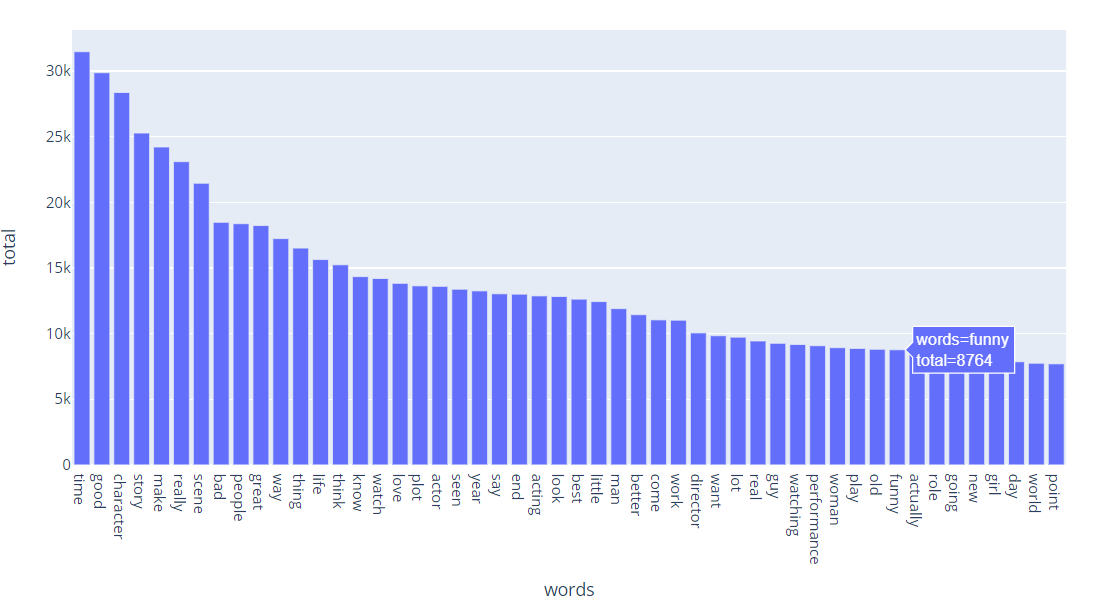 30k
25k
20k
15k
10k
5k
0
total
words=funny
total=8764
time
good
character
story
make
really
scene
bad
people
great
way
thing
life
think
know
watch
love
plot
actor
seen
year
say
end
acting
look
best
little
man
better
come
work
director
want
lot
real
guy
watching
performance
woman
play
old
funny
actually
role
going
new
girl
day
world
point
words